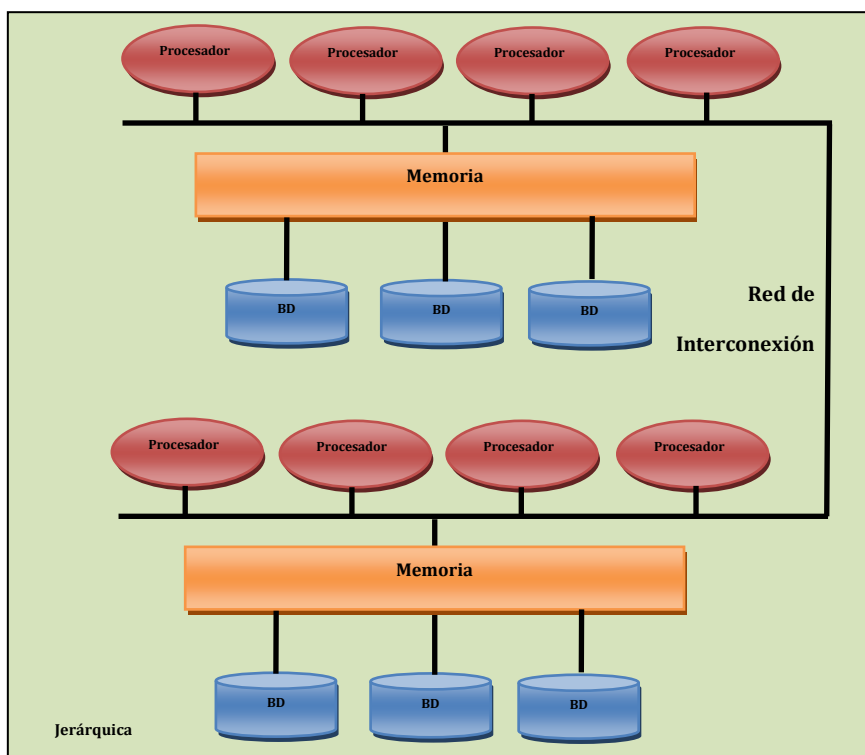 Procesador
Procesador
Procesador
Procesador
Memoria
BD
BD
BD
Red de
Interconexión
Procesador
Procesador
Procesador
Procesador
Memoria
BD
BD
BD
Jerárquica